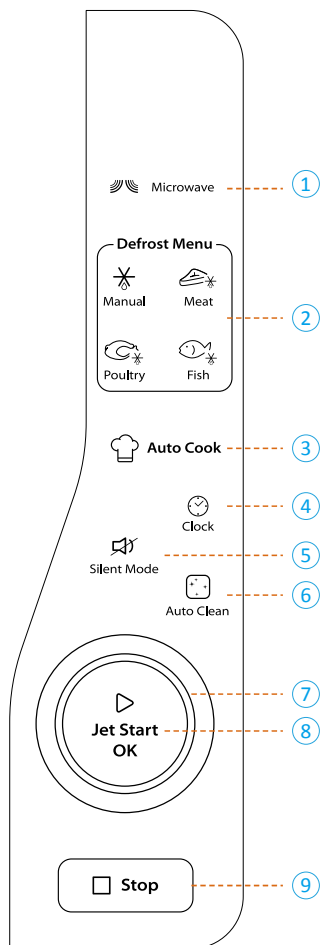 Microwave
1
Defrost Menu
Manual
Meat
2
Poultry
Fish
Auto Cook
3
4
Clock
5
Silent Mode
6
Auto Clean
7
Jet Start
8
OK
Stop
9